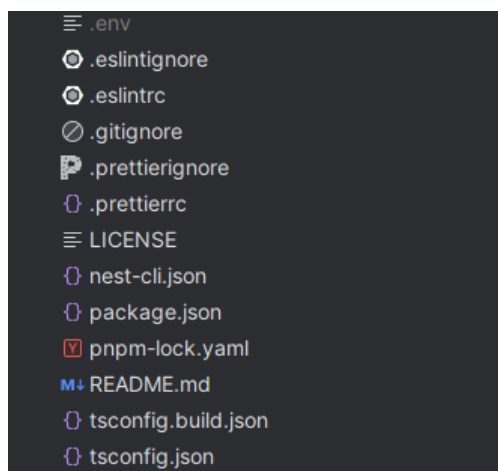 .env
.eslintignore
.eslintrc
.gitignore
.prettierignore
{} .prettierrc
LICENSE
{} nest-cli.json
{} package.json
Y pnpm-lock.yaml
M↓ README.md
{} tsconfig.build.json
{} tsconfig.json